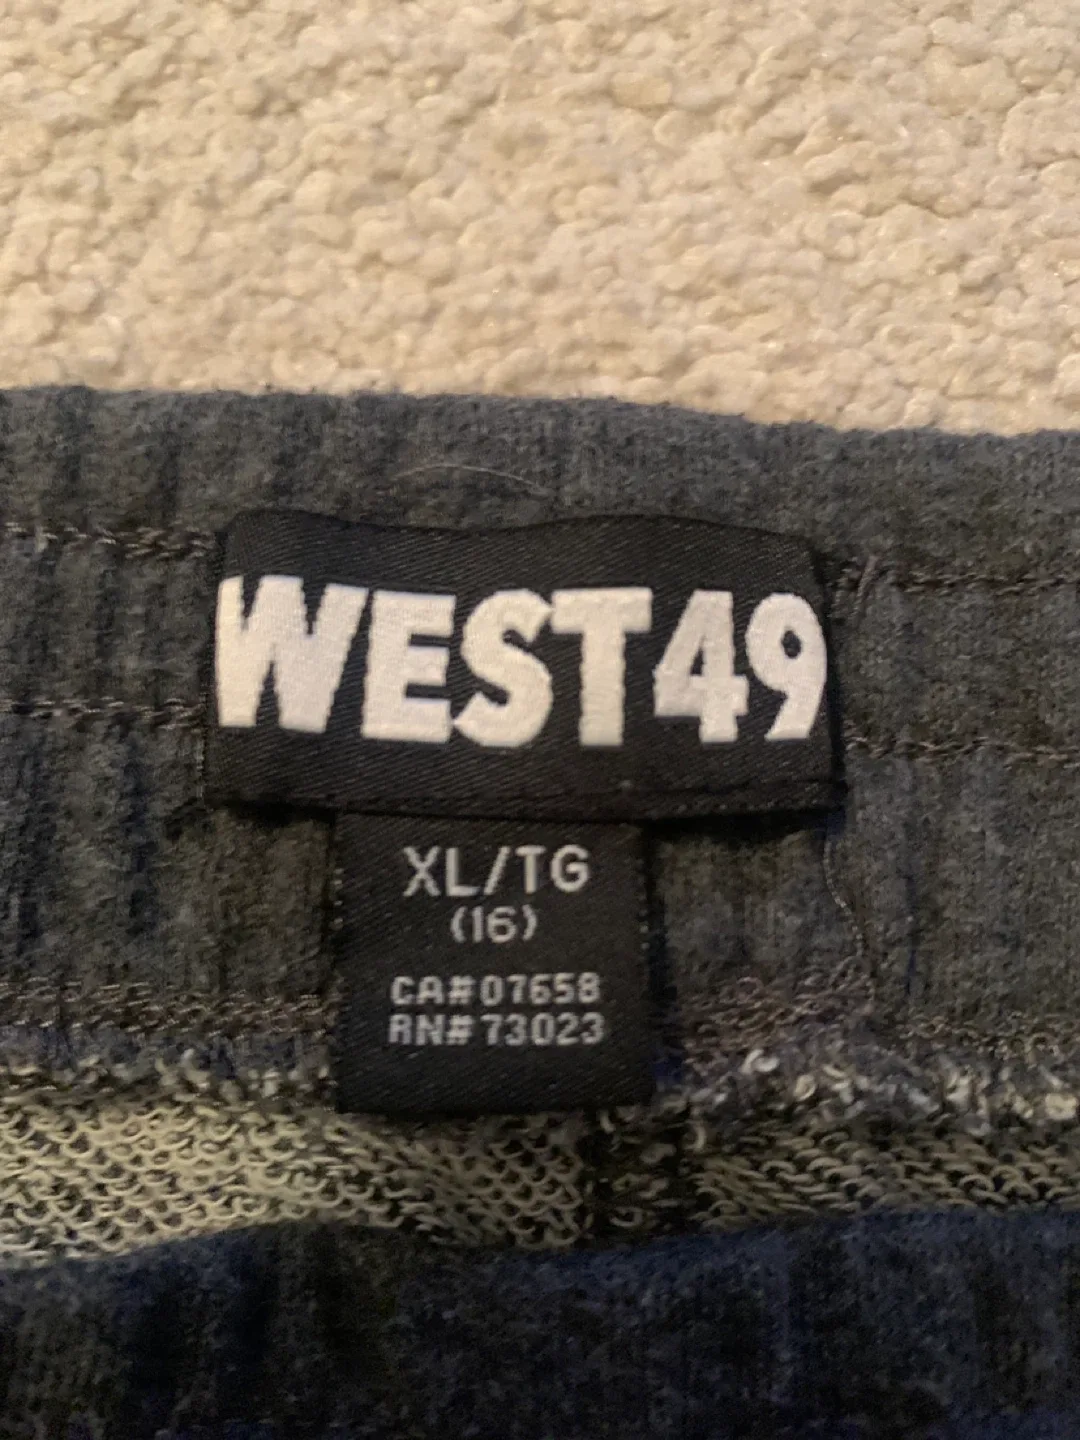 WEST49
XL/TG
(16)
CA#07658
RN#73023